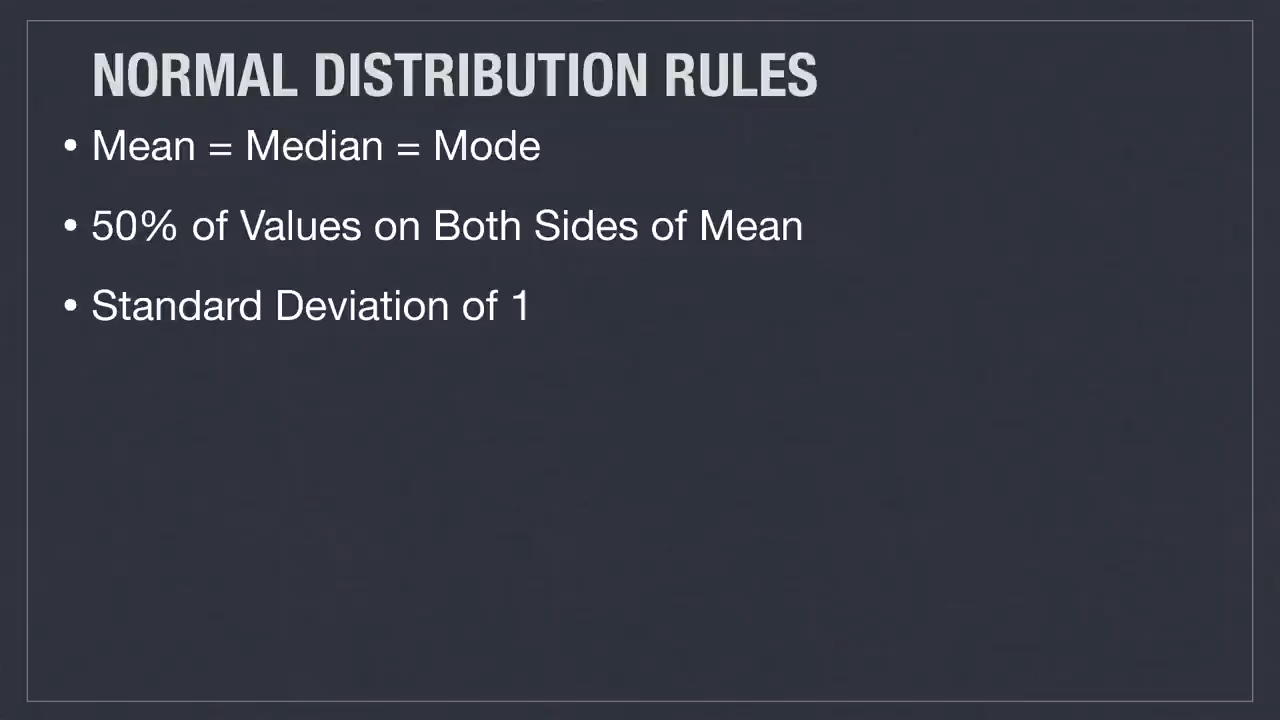 NORMAL DISTRIBUTION RULES
• Mean = Median = Mode
• 50% of Values on Both Sides of Mean
• Standard Deviation of 1